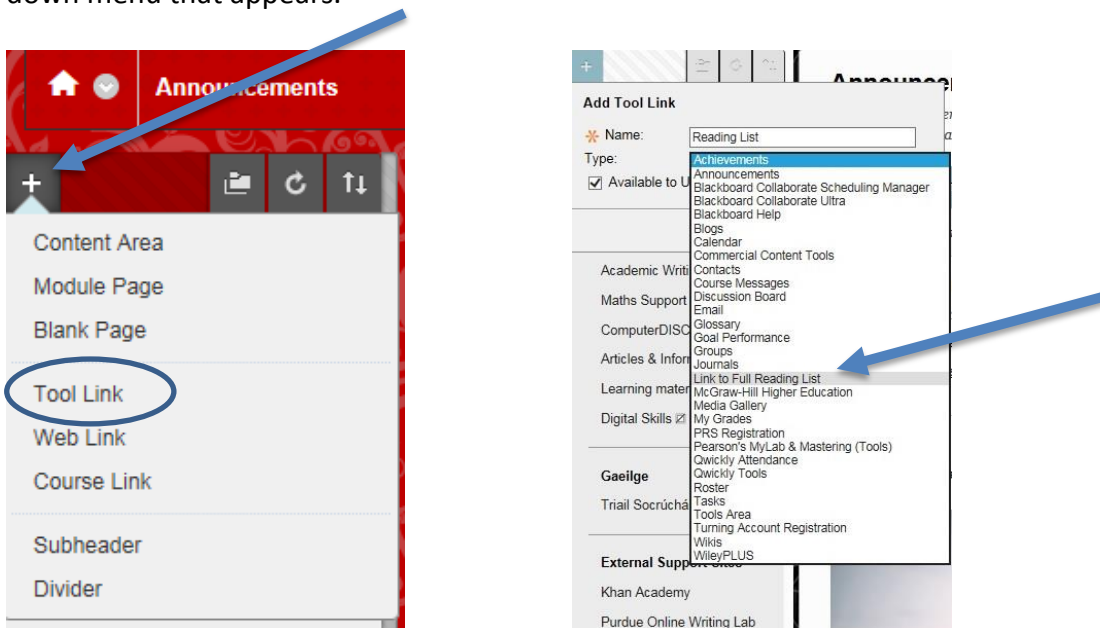 down menu that appears.
Announcements
+
Content Area
Module Page
Blank Page
Tool Link
Web Link
Course Link
Subheader
Divider
+
Add Tool Link
Name:
Reading List
Type:
Available to U
Achievements
Announcements
Blackboard Collaborate Scheduling Manager
Blackboard Collaborate Ultra
Blackboard Help
Blogs
Calendar
Commercial Content Tools
Contacts
Course Messages
Discussion Board
Email
Glossary
Goal Performance
Groups
Journals
Link to Full Reading List
McGraw-Hill Higher Education
Media Gallery
My Grades
PRS Registration
Pearson's MyLab & Mastering (Tools)
Qwickly Attendance
Qwickly Tools
Roster
Tasks
Tools Area
Turning Account Registration
Wikis
WileyPLUS
Academic Writi
Maths Support
ComputerDISC
Articles & Infor
Learning mater
Digital Skills
Gaeilge
Triail Socrúchá
External Supp
Khan Academy
Purdue Online Writing Lab